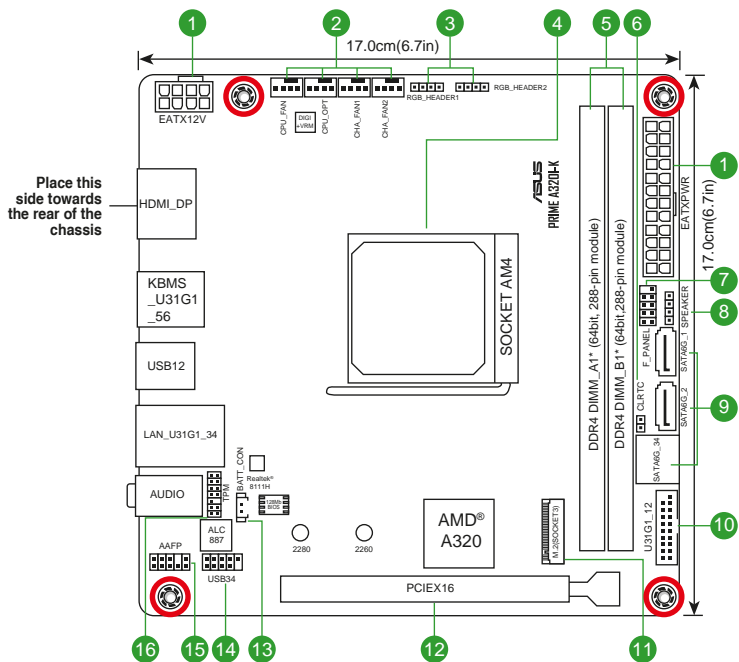 1
2
3
4
5
6
17.0cm(6.7in)
EATX12V
CPU_FAN
DIGI
+VRM
CPU_OPT
CHA_FAN1
CHA_FAN2
RGB_HEADER1
RGB_HEADER2
Place this
side towards
the rear of the
chassis
HDMI_DP
ASUS
PRIME A320I-K
1
EATXPWR
17.0cm(6.7in)
KBMS
_U31G1
_56
SOCKET AM4
DDR4 DIMM_A1* (64bit, 288-pin module)
DDR4 DIMM_B1* (64bit,288-pin module)
7
8
F_PANEL
SPEAKER
SATA6G_1
USB12
CLRTC
SATA6G_2
9
LAN_U31G1_34
BATT_CON
Realtek®
8111H
SATA6G_34
AUDIO
TPM
128Mb
BIOS
ALC
887
AMD®
A320
M.2(SOCKET3)
U31G1_12
10
2280
2260
AAFP
USB34
PCIEX16
16
15
14
13
12
11